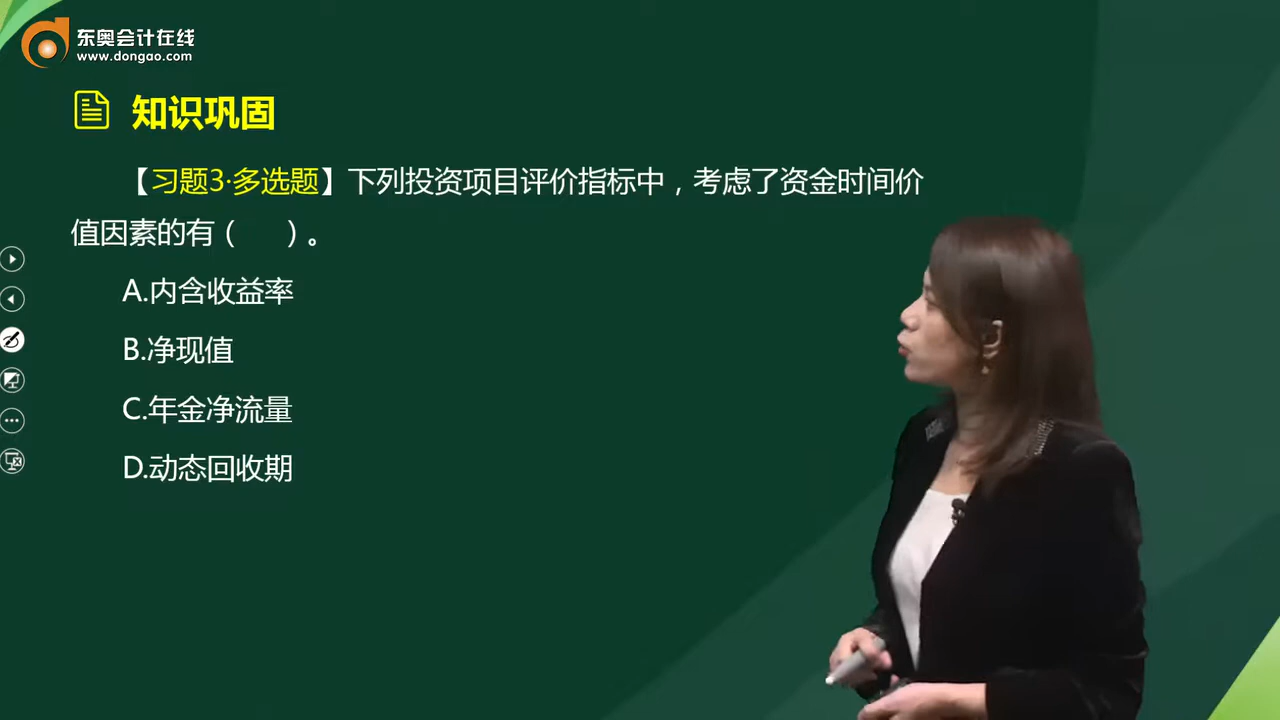 东奥会计在线
www.dongao.com
知识巩固
【习题3·多选题】下列投资项目评价指标中，考虑了资金时间价
值因素的有（　　）。
A.内含收益率
B.净现值
C.年金净流量
D.动态回收期